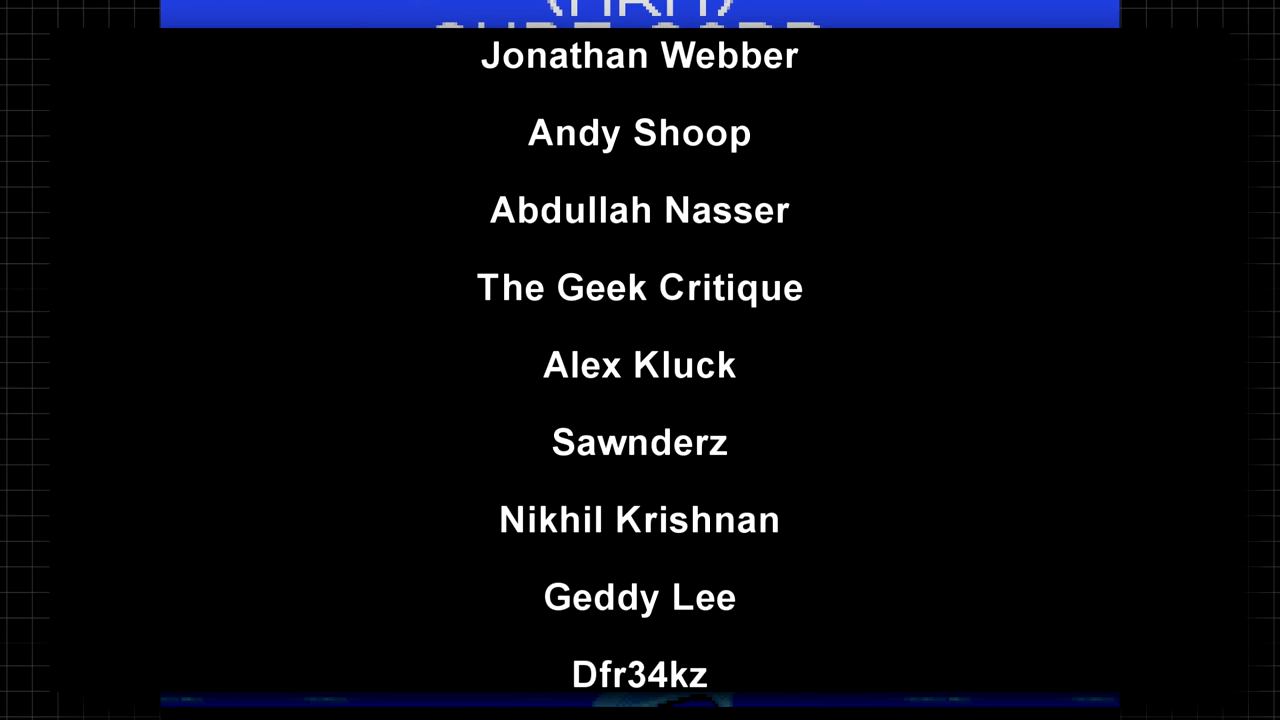 Jonathan Webber
Andy Shoop
Abdullah Nasser
The Geek Critique
Alex Kluck
Sawnderz
Nikhil Krishnan
Geddy Lee
Dfr34kz